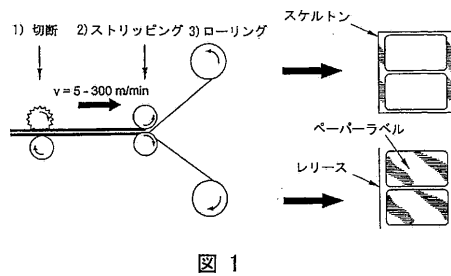 1) 切断
2) ストリッピング
3) ローリング
v = 5 - 300 m/min
スケルトン
ペーパーラベル
レリース
図 1